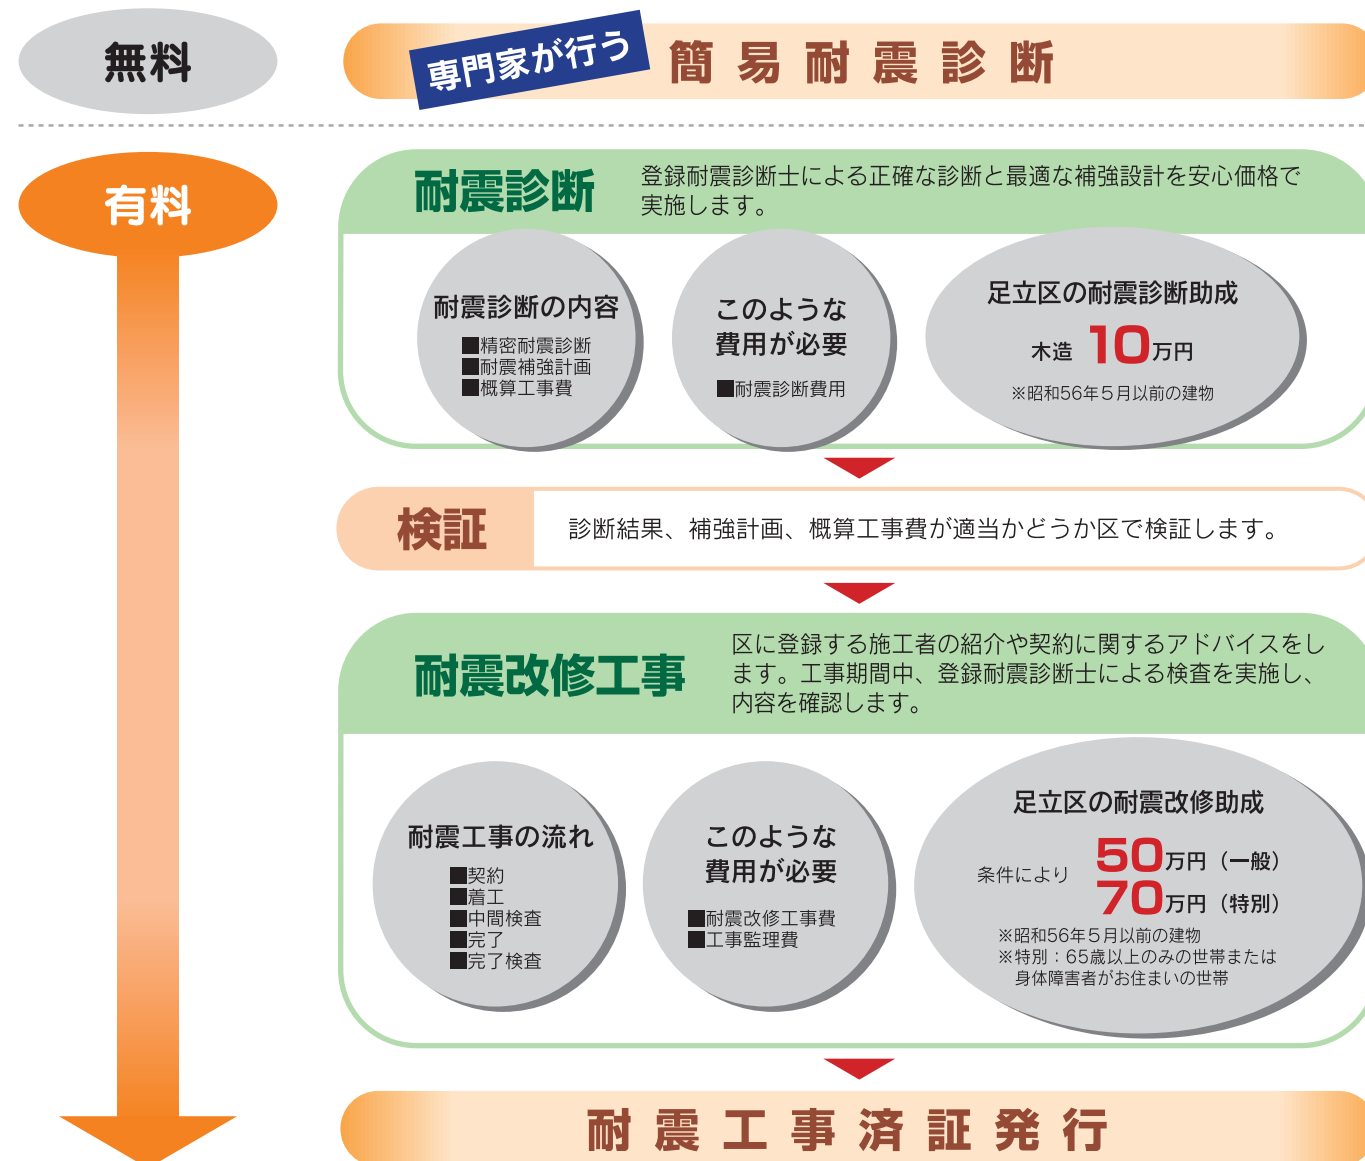 無料
専門家が行う
簡易耐震診断
有料
耐震診断
登録耐震診断士による正確な診断と最適な補強設計を安心価格で
実施します。
耐震診断の内容
■精密耐震診断
■耐震補強計画
■概算工事費
このような
費用が必要
■耐震診断費用
足立区の耐震診断助成
木造 10万円
※昭和56年5月以前の建物
検証
診断結果、補強計画、概算工事費が適当かどうか区で検証します。
耐震改修工事
区に登録する施工者の紹介や契約に関するアドバイスをし
ます。工事期間中、登録耐震診断士による検査を実施し、
内容を確認します。
耐震工事の流れ
■契約
■着工
■中間検査
■完了
■完了検査
このような
費用が必要
■耐震改修工事費
■工事監理費
足立区の耐震改修助成
条件により
50万円（一般）
70万円（特別）
※昭和56年5月以前の建物
※特別：65歳以上のみの世帯または
身体障害者がお住まいの世帯
耐震工事済証発行